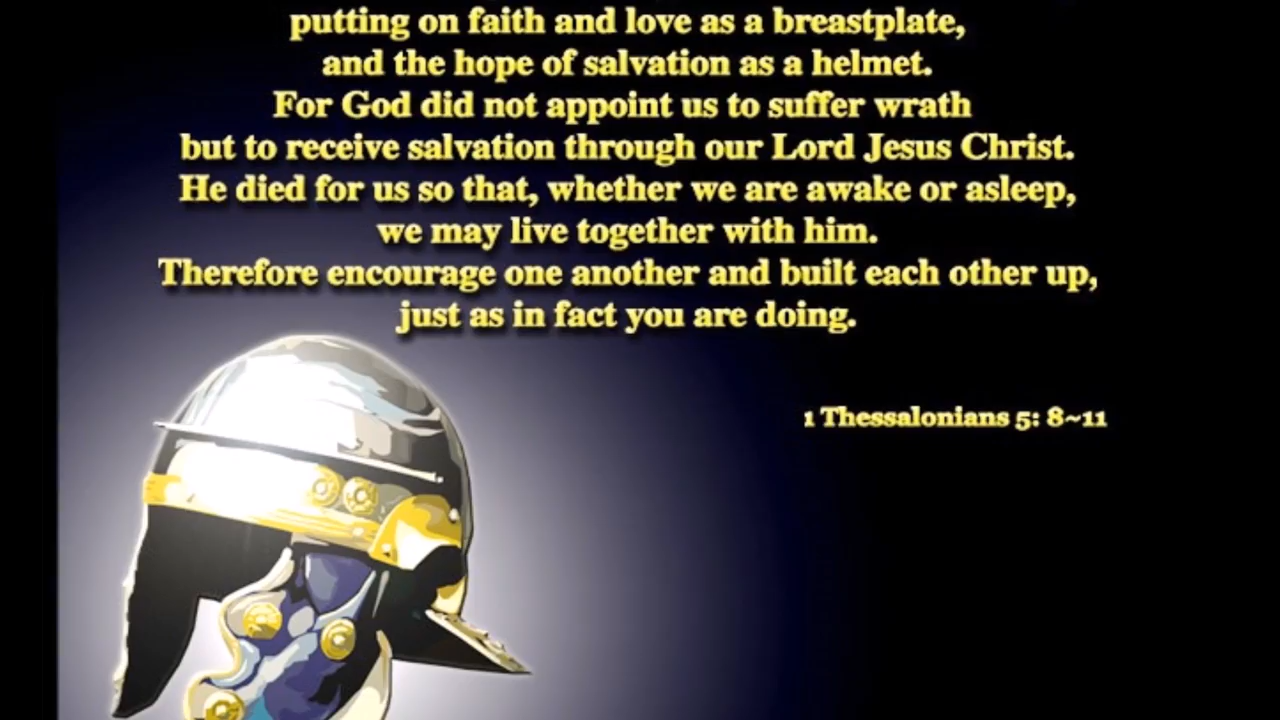 putting on faith and love as a breastplate,
and the hope of salvation as a helmet.
For God did not appoint us to suffer wrath
but to receive salvation through our Lord Jesus Christ.
He died for us so that, whether we are awake or asleep,
we may live together with him.
Therefore encourage one another and built each other up,
just as in fact you are doing.
1 Thessalonians 5: 8~11